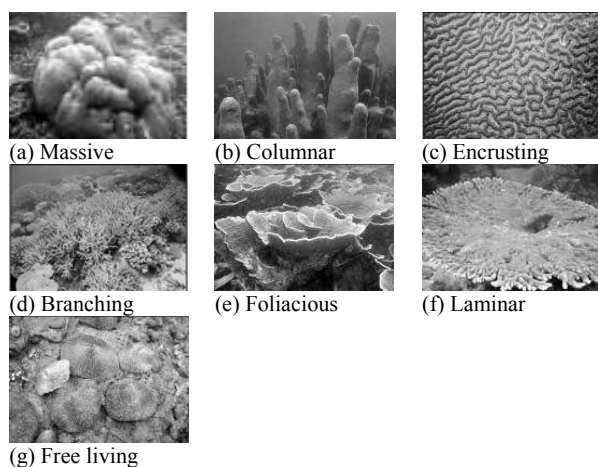 (a) Massive
(b) Columnar
(c) Encrusting
(d) Branching
(e) Foliacious
(f) Laminar
(g) Free living